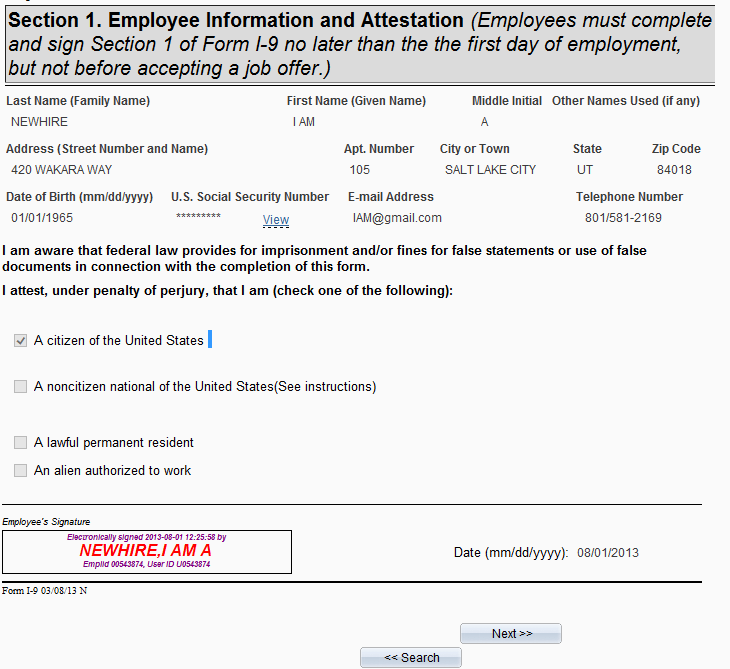 Section 1. Employee Information and Attestation (Employees must complete
and sign Section 1 of Form I-9 no later than the the first day of employment,
but not before accepting a job offer.)
Last Name (Family Name) First Name (Given Name) Middle Initial Other Names Used (if any)
NEWHIRE I AM A
Address (Street Number and Name) Apt. Number City or Town State Zip Code
420 WAKARA WAY 105 SALT LAKE CITY UT 84018
Date of Birth (mm/dd/yyyy) U.S. Social Security Number E-mail Address Telephone Number
01/01/1965 ********* View IAM@gmail.com 801/581-2169
I am aware that federal law provides for imprisonment and/or fines for false statements or use of false
documents in connection with the completion of this form.
I attest, under penalty of perjury, that I am (check one of the following):
A citizen of the United States
A noncitizen national of the United States(See instructions)
A lawful permanent resident
An alien authorized to work
Employee's Signature
Electronically signed 2013-08-01 12:25:58 by
NEWHIRE,I AM A
Emplid 00543874, User ID U0543874
Date (mm/dd/yyyy): 08/01/2013
Form I-9 03/08/13 N
Next >>
<< Search